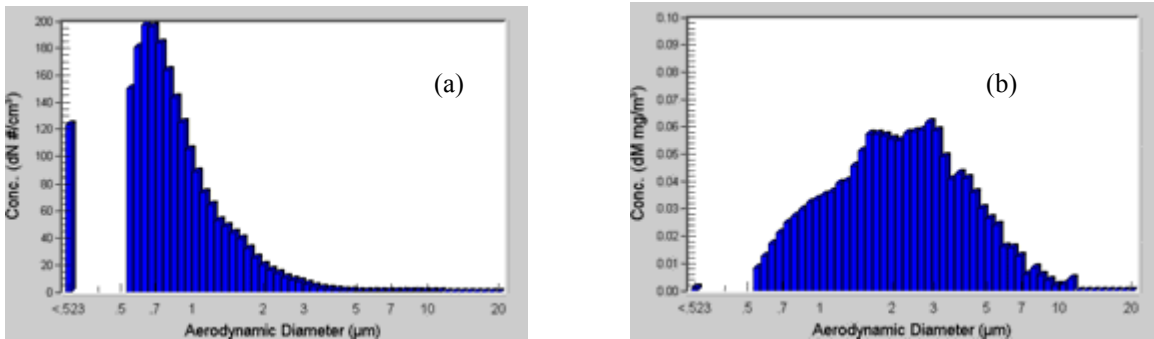 Conc. (dN #/cm³)
200
180
160
140
120
100
80
60
40
20
0
(a)
<.523 .5 .7 1 2 3 5 7 10 20
Aerodynamic Diameter (µm)
Conc. (dM mg/m³)
0.10
0.09
0.08
0.07
0.06
0.05
0.04
0.03
0.02
0.01
0.00
(b)
<.523 .5 .7 1 2 3 5 7 10 20
Aerodynamic Diameter (µm)